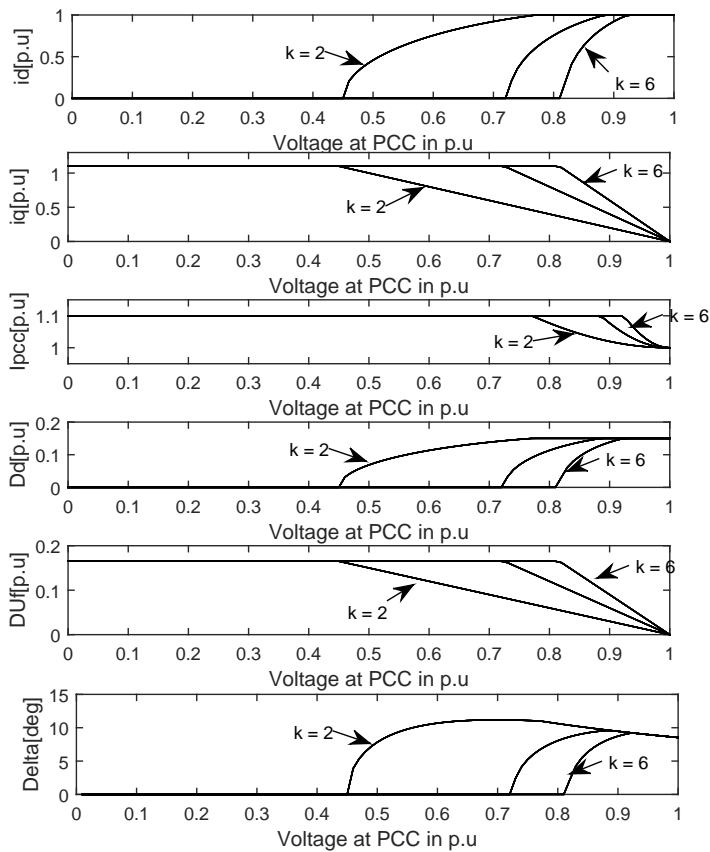 id[p.u]
1
0.5
0
k = 2
k = 6
0 0.1 0.2 0.3 0.4 0.5 0.6 0.7 0.8 0.9 1
Voltage at PCC in p.u
iq[p.u]
1
0.5
0
k = 6
k = 2
0 0.1 0.2 0.3 0.4 0.5 0.6 0.7 0.8 0.9 1
Voltage at PCC in p.u
Ipcc[p.u]
1.1
1
k = 6
k = 2
0 0.1 0.2 0.3 0.4 0.5 0.6 0.7 0.8 0.9 1
Voltage at PCC in p.u
Dd[p.u]
0.2
0.1
0
k = 2
k = 6
0 0.1 0.2 0.3 0.4 0.5 0.6 0.7 0.8 0.9 1
Voltage at PCC in p.u
DUf[p.u]
0.2
0.1
0
k = 6
k = 2
0 0.1 0.2 0.3 0.4 0.5 0.6 0.7 0.8 0.9 1
Voltage at PCC in p.u
Delta[deg]
15
10
5
0
k = 2
k = 6
0 0.1 0.2 0.3 0.4 0.5 0.6 0.7 0.8 0.9 1
Voltage at PCC in p.u